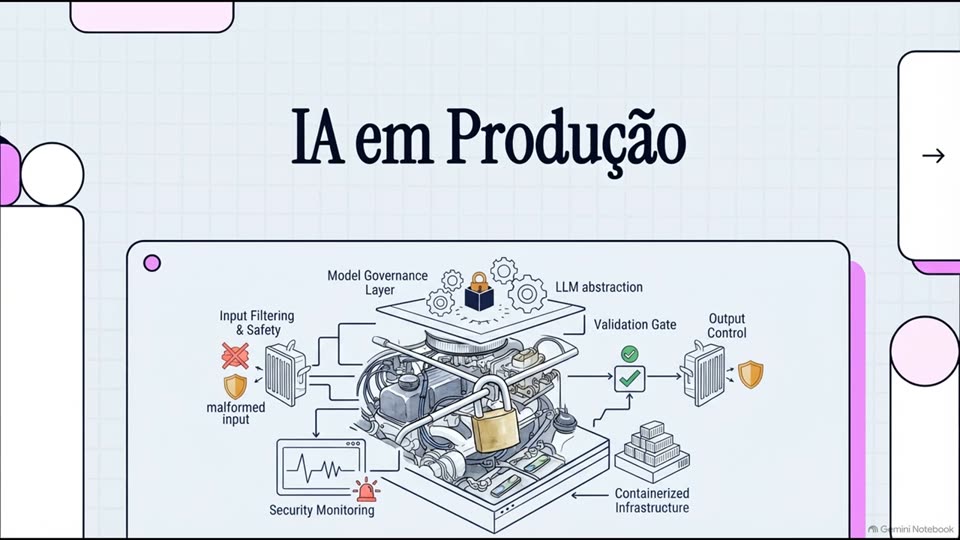 IA em Produção
Model Governance
Layer
LLM abstraction
Input Filtering
& Safety
Validation Gate
Output
Control
malformed
input
Security Monitoring
Containerized
Infrastructure
Gemini Notebook